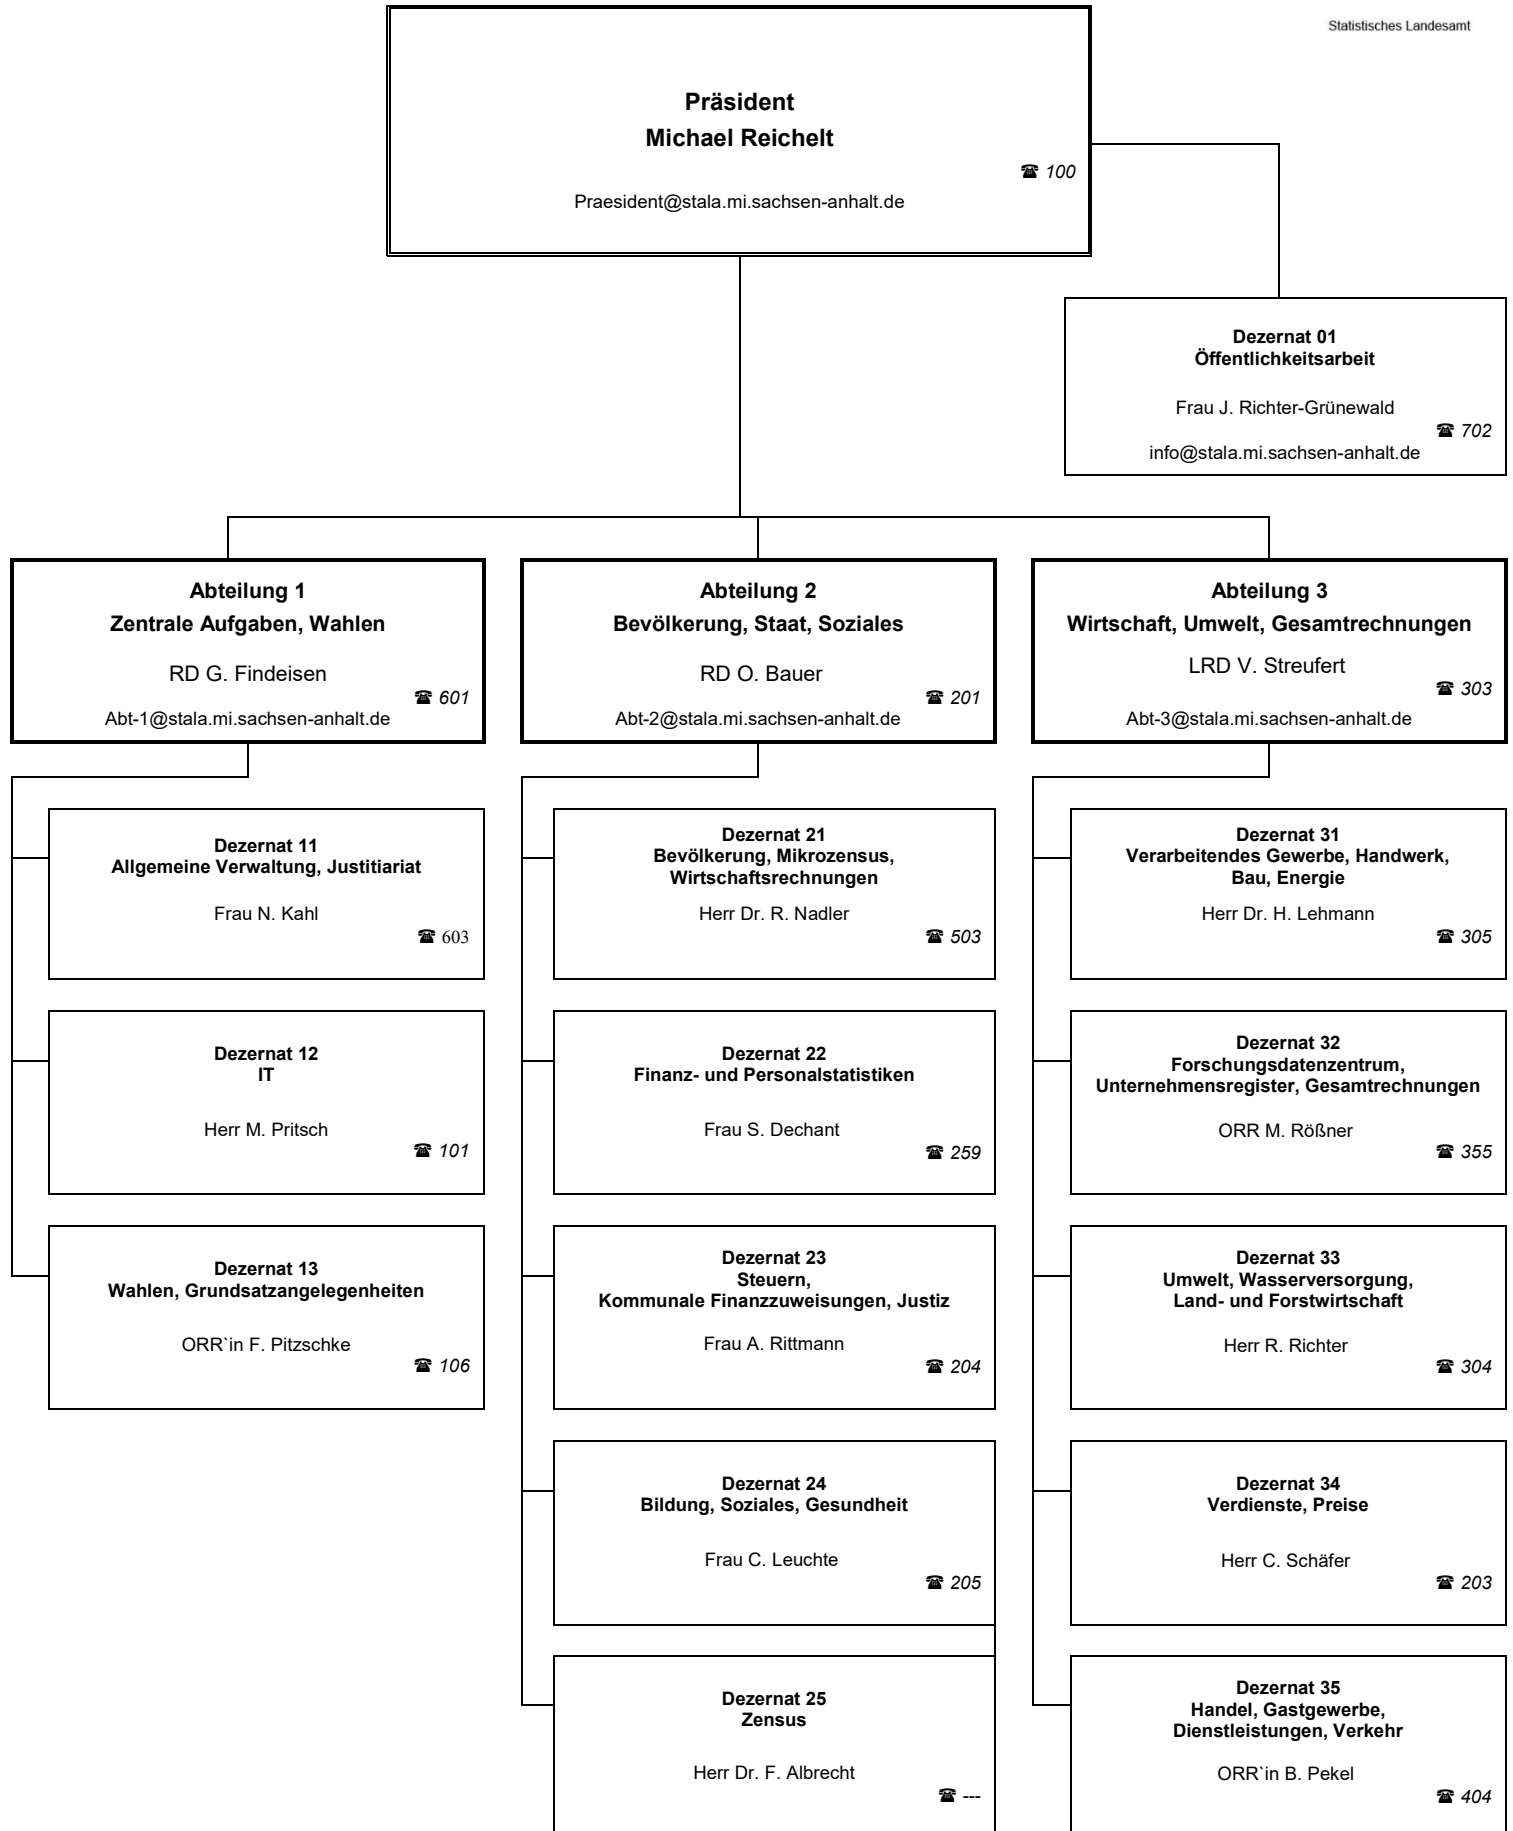 Statistisches Landesamt
Präsident
Michael Reichelt
☎ 100
Praesident@stala.mi.sachsen-anhalt.de
Dezernat 01
Öffentlichkeitsarbeit
Frau J. Richter-Grünewald
☎ 702
info@stala.mi.sachsen-anhalt.de
Abteilung 1
Zentrale Aufgaben, Wahlen
RD G. Findeisen
☎ 601
Abt-1@stala.mi.sachsen-anhalt.de
Abteilung 2
Bevölkerung, Staat, Soziales
RD O. Bauer
☎ 201
Abt-2@stala.mi.sachsen-anhalt.de
Abteilung 3
Wirtschaft, Umwelt, Gesamtrechnungen
LRD V. Streufert
☎ 303
Abt-3@stala.mi.sachsen-anhalt.de
Dezernat 11
Allgemeine Verwaltung, Justitiariat
Frau N. Kahl
☎ 603
Dezernat 12
IT
Herr M. Pritsch
☎ 101
Dezernat 13
Wahlen, Grundsatzangelegenheiten
ORR`in F. Pitzschke
☎ 106
Dezernat 21
Bevölkerung, Mikrozensus,
Wirtschaftsrechnungen
Herr Dr. R. Nadler
☎ 503
Dezernat 22
Finanz- und Personalstatistiken
Frau S. Dechant
☎ 259
Dezernat 23
Steuern,
Kommunale Finanzzuweisungen, Justiz
Frau A. Rittmann
☎ 204
Dezernat 24
Bildung, Soziales, Gesundheit
Frau C. Leuchte
☎ 205
Dezernat 25
Zensus
Herr Dr. F. Albrecht
☎ ---
Dezernat 31
Verarbeitendes Gewerbe, Handwerk,
Bau, Energie
Herr Dr. H. Lehmann
☎ 305
Dezernat 32
Forschungsdatenzentrum,
Unternehmensregister, Gesamtrechnungen
ORR M. Rößner
☎ 355
Dezernat 33
Umwelt, Wasserversorgung,
Land- und Forstwirtschaft
Herr R. Richter
☎ 304
Dezernat 34
Verdienste, Preise
Herr C. Schäfer
☎ 203
Dezernat 35
Handel, Gastgewerbe,
Dienstleistungen, Verkehr
ORR`in B. Pekel
☎ 404